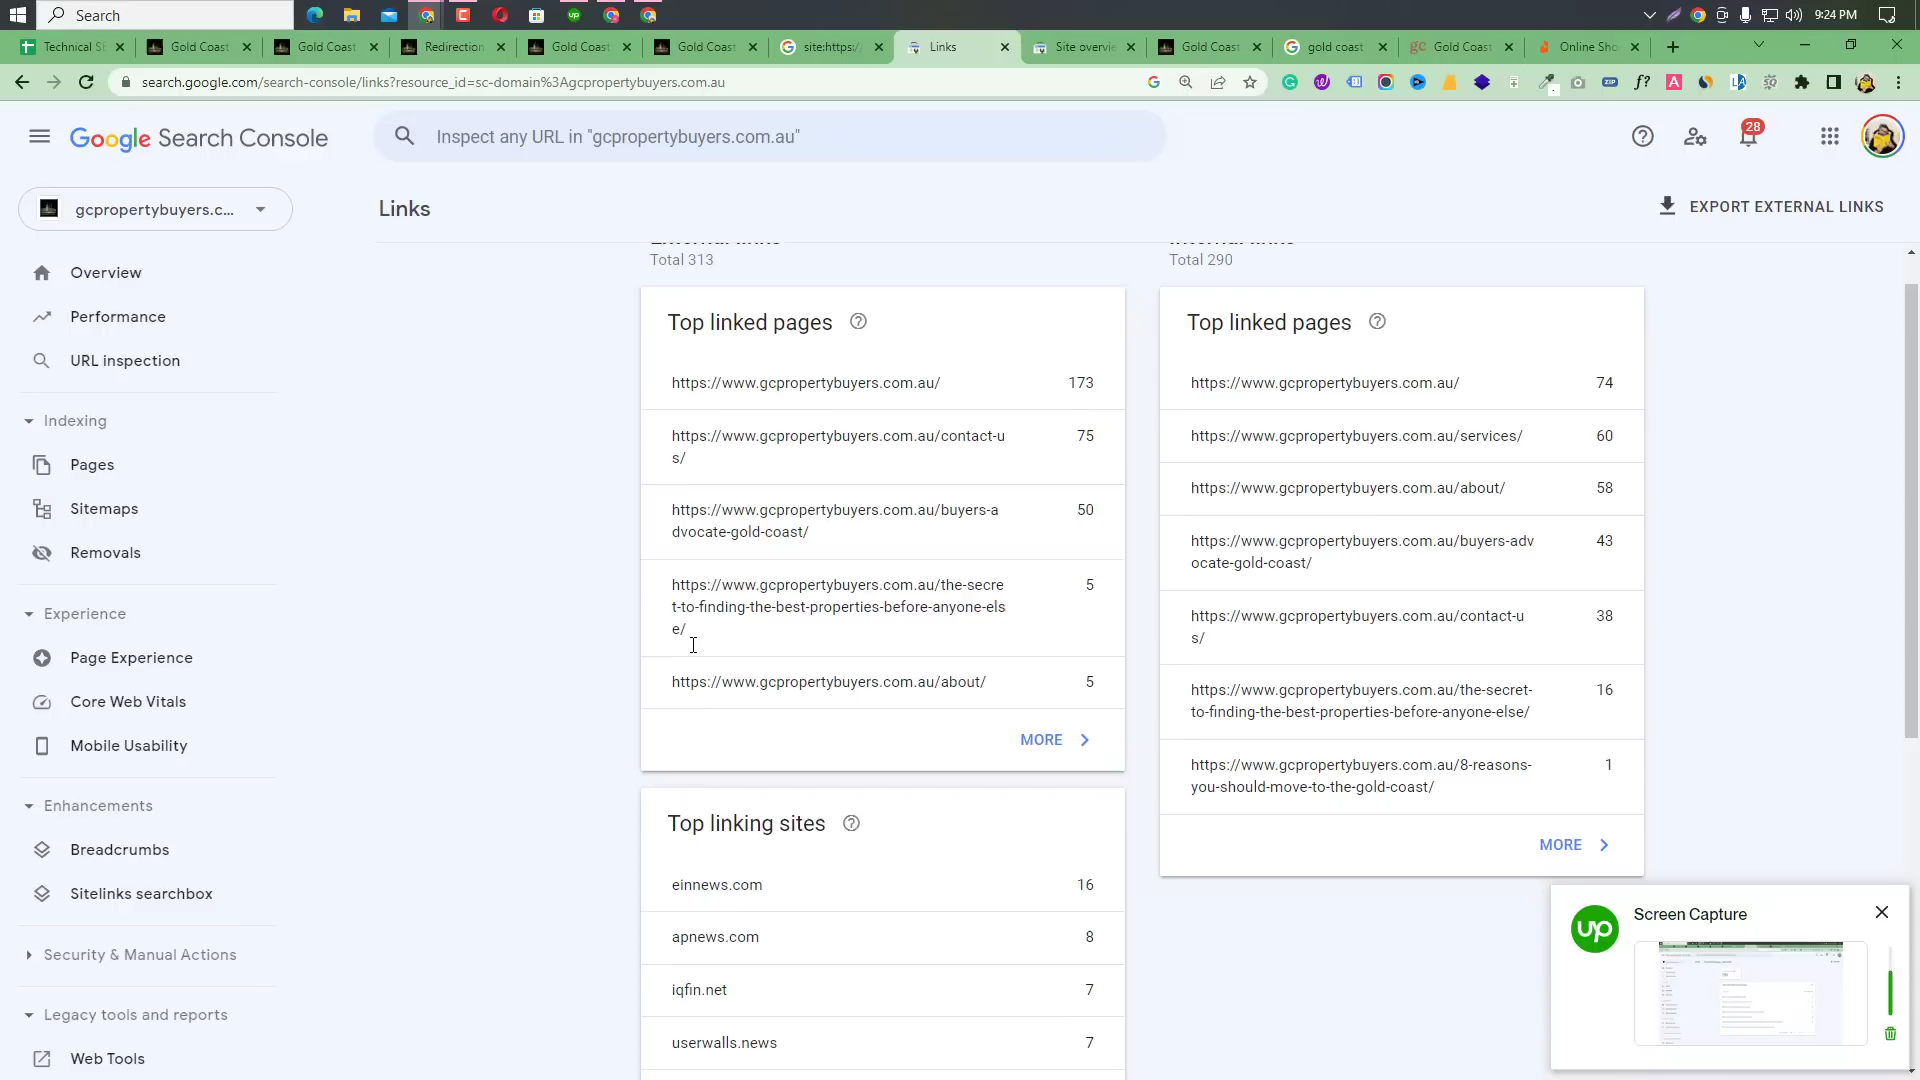 Search
9:24 PM
Technical S
Gold Coast
Gold Coast
Redirection
Gold Coast
Gold Coast
site:https:/
Links
Site overvie
Gold Coast
gold coast
Gold Coast
Online Sho
search.google.com/search-console/links?resource_id=sc-domain%3Agcpropertybuyers.com.au
Google Search Console
Inspect any URL in "gcpropertybuyers.com.au"
28
gcpropertybuyers.c...
Links
EXPORT EXTERNAL LINKS
Overview
Performance
URL inspection
Indexing
Pages
Sitemaps
Removals
Experience
Page Experience
Core Web Vitals
Mobile Usability
Enhancements
Breadcrumbs
Sitelinks searchbox
Security & Manual Actions
Legacy tools and reports
Web Tools
External links
Total 313
Top linked pages
https://www.gcpropertybuyers.com.au/ 173
https://www.gcpropertybuyers.com.au/contact-u
s/ 75
https://www.gcpropertybuyers.com.au/buyers-a
dvocate-gold-coast/ 50
https://www.gcpropertybuyers.com.au/the-secre
t-to-finding-the-best-properties-before-anyone-els
e/ 5
https://www.gcpropertybuyers.com.au/about/ 5
MORE
Top linking sites
einnews.com 16
apnews.com 8
iqfin.net 7
userwalls.news 7
Internal links
Total 290
Top linked pages
https://www.gcpropertybuyers.com.au/ 74
https://www.gcpropertybuyers.com.au/services/ 60
https://www.gcpropertybuyers.com.au/about/ 58
https://www.gcpropertybuyers.com.au/buyers-adv
ocate-gold-coast/ 43
https://www.gcpropertybuyers.com.au/contact-u
s/ 38
https://www.gcpropertybuyers.com.au/the-secret-
to-finding-the-best-properties-before-anyone-else/ 16
https://www.gcpropertybuyers.com.au/8-reasons-
you-should-move-to-the-gold-coast/ 1
MORE
up
Screen Capture